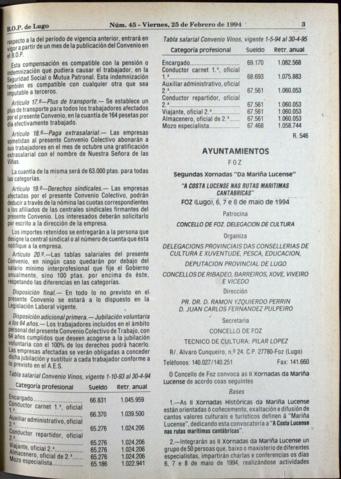 B.O.P. de Lugo
Núm. 45 - Viernes, 25 de Febrero de 1994
3
respecto a la del período de vigencia anterior, entrará en
vigor a partir de un mes de la publicación del Convenio en
el B.O.P.
Esta compensación es compatible con la pensión o
indemnización que pudiera causar el trabajador, en la
Seguridad Social o Mutua Patronal. Esta indemnización
también es compatible con cualquier otra que sea
imputable a terceros.
Artículo 17.º—Plus de transporte.— Se establece un
plus de transporte para todos los trabajadores afectados
por el presente Convenio, en la cuantía de 164 pesetas por
día efectivamente trabajado.
Artículo 18.º—Paga extrasalarial.— Las empresas
sometidas al presente Convenio Colectivo abonarán a
sus trabajadores en el mes de octubre una gratificación
extrasalarial con el nombre de Nuestra Señora de las
Viñas.
La cuantía de la misma será de 63.000 ptas. para todas
las categorías.
Artículo 19.º—Derechos sindicales.— Las empresas
afectadas por el presente Convenio Colectivo, podrán
deducir a través de la nómina las cuotas correspondientes
a los afiliados de las centrales sindicales firmantes del
presente Convenio. Los interesados deberán solicitarlo
por escrito a la dirección de la empresa.
Los importes referidos se entregarán a la persona que
designe la central sindical o al número de cuenta que ésta
notifique a la empresa.
Artículo 20.º—Las tablas salariales del presente
Convenio, en ningún caso quedarán por debajo del
salario mínimo interprofesional que fije el Gobierno
anualmente, sino 100 ptas. por encima de éste,
respetando las diferencias en las categorías.
Disposición final.— En todo lo no previsto en el
presente Convenio se estará a lo dispuesto en la
Legislación Laboral vigente.
Disposición adicional primera.— Jubilación voluntaria
a los 64 años.— Los trabajadores incluidos en el ámbito
personal del presente Convenio Colectivo de Trabajo, con
64 años cumplidos que deseen acogerse a la jubilación
voluntaria con el 100% de los derechos podrá hacerlo.
Las empresas afectadas se verán obligadas a conceder
dicha jubilación y sustituir a cada trabajador conforme a
lo previsto en el A.E.S.
Tabla salarial Convenio Vinos, vigente 1-10-93 al 30-4-94
Categoría profesional Sueldo Retr. anual
Encargado 66.831 1.045.959
Conductor carnet 1.ª, oficial
66.370 1.039.500
Auxiliar administrativo, oficial
2.ª 65.276 1.024.206
Conductor repartidor, oficial
2.ª 65.276 1.024.206
Viajante, oficial 2.ª 65.276 1.024.206
Almacenero, oficial de 2.ª 65.276 1.024.206
Mozo especialista 65.186 1.022.941
Tabla salarial Convenio Vinos, vigente 1-5-94 al 30-4-95
Categoría profesional Sueldo Retr. anual
Encargado 69.170 1.082.568
Conductor carnet 1.ª, oficial
68.693 1.075.883
Auxiliar administrativo, oficial
2.ª 67.561 1.060.053
Conductor repartidor, oficial
2.ª 67.561 1.060.053
Viajante, oficial 2.ª 67.561 1.060.053
Almacenero, oficial de 2.ª 67.561 1.060.053
Mozo especialista 67.468 1.058.744
R. 546
AYUNTAMIENTOS
FOZ
Segundas Xornadas "Da Mariña Lucense"
"A COSTA LUCENSE NAS RUTAS MARITIMAS
CANTABRICAS"
FOZ (Lugo), 6, 7 e 8 de maio de 1994
Patrocina
CONCELLO DE FOZ. DELEGACION DE CULTURA
Organiza
DELEGACIONS PROVINCIAIS DAS CONSELLERIAS DE
CULTURA E XUVENTUDE, PESCA, EDUCACION,
DEPUTACION PROVINCIAL DE LUGO
CONCELLOS DE RIBADEO, BARREIROS, XOVE, VIVEIRO
E VICEDO
Dirección
PR. DR. D. RAMON IZQUIERDO PERRIN
D. JUAN CARLOS FERNANDEZ PULPEIRO
Secretaría
CONCELLO DE FOZ
TECNICO DE CULTURA: PILAR LOPEZ
R/. Alvaro Cunqueiro, n.º 24. C.P. 27780-Foz (Lugo)
Teléfonos: 140.027/140.251. Fax: 141.660
O Concello de Foz convoca as II Xornadas da Mariña
Lucense de acordo coas seguintes
Bases
1.—As II Xornadas Históricas da Mariña Lucense
están orientadas ó coñecemento, exaltación e difusión de
cantos valores culturais e turísticos definen á "Mariña
Lucense", dedicando esta convocatoria a "A Costa Lucense
nas rutas marítimas cantábricas".
2.—Integrarán as II Xornadas da Mariña Lucense un
grupo de 50 persoas que, baixo o maxisterio de diferentes
especialistas, impartirán charlas e conferencias os días
6, 7 e 8 de maio de 1994, realizándose actividades